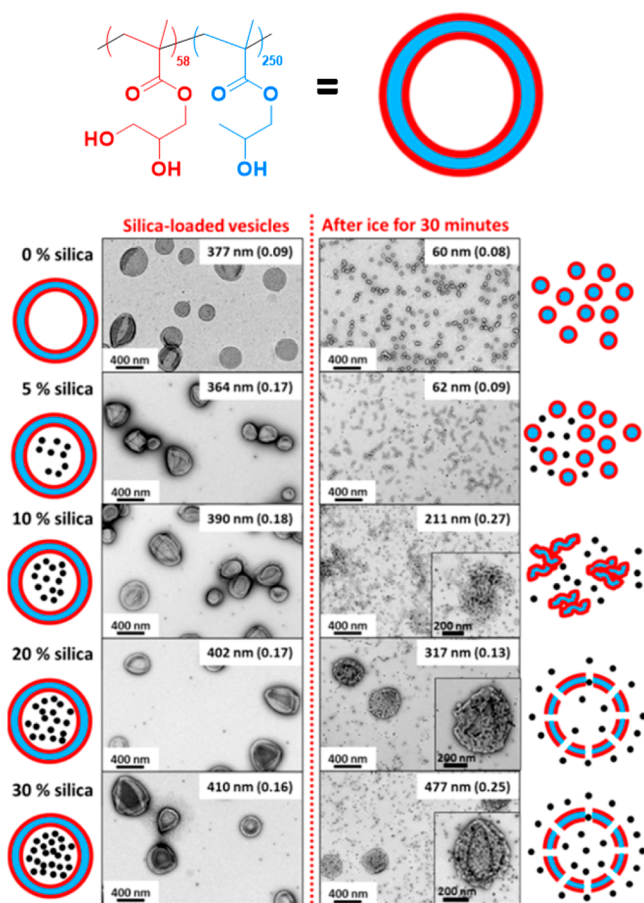 58
250
O
O
O
O
HO
OH
OH
=
Silica-loaded vesicles
After ice for 30 minutes
0 % silica
377 nm (0.09)
400 nm
60 nm (0.08)
400 nm
5 % silica
364 nm (0.17)
400 nm
62 nm (0.09)
400 nm
10 % silica
390 nm (0.18)
400 nm
211 nm (0.27)
400 nm
200 nm
20 % silica
402 nm (0.17)
400 nm
317 nm (0.13)
400 nm
200 nm
30 % silica
410 nm (0.16)
400 nm
477 nm (0.25)
400 nm
200 nm